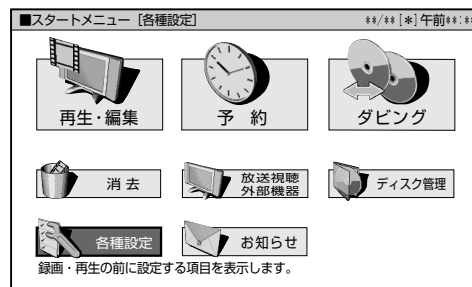 ■スタートメニュー [各種設定] **/** [*] 午前**:**
再生・編集
予 約
ダビング
消 去
放送視聴
外部機器
ディスク管理
各種設定
お知らせ
録画・再生の前に設定する項目を表示します。